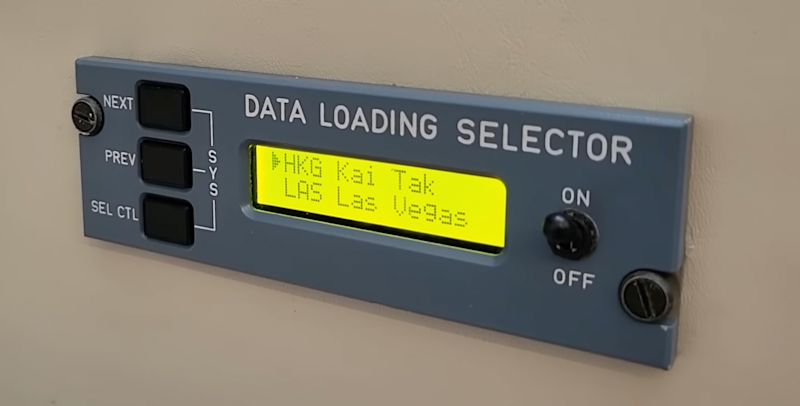 DATA LOADING SELECTOR
NEXT
PREV
SEL CTL
SYS
HKG Kai Tak
LAS Las Vegas
ON
OFF